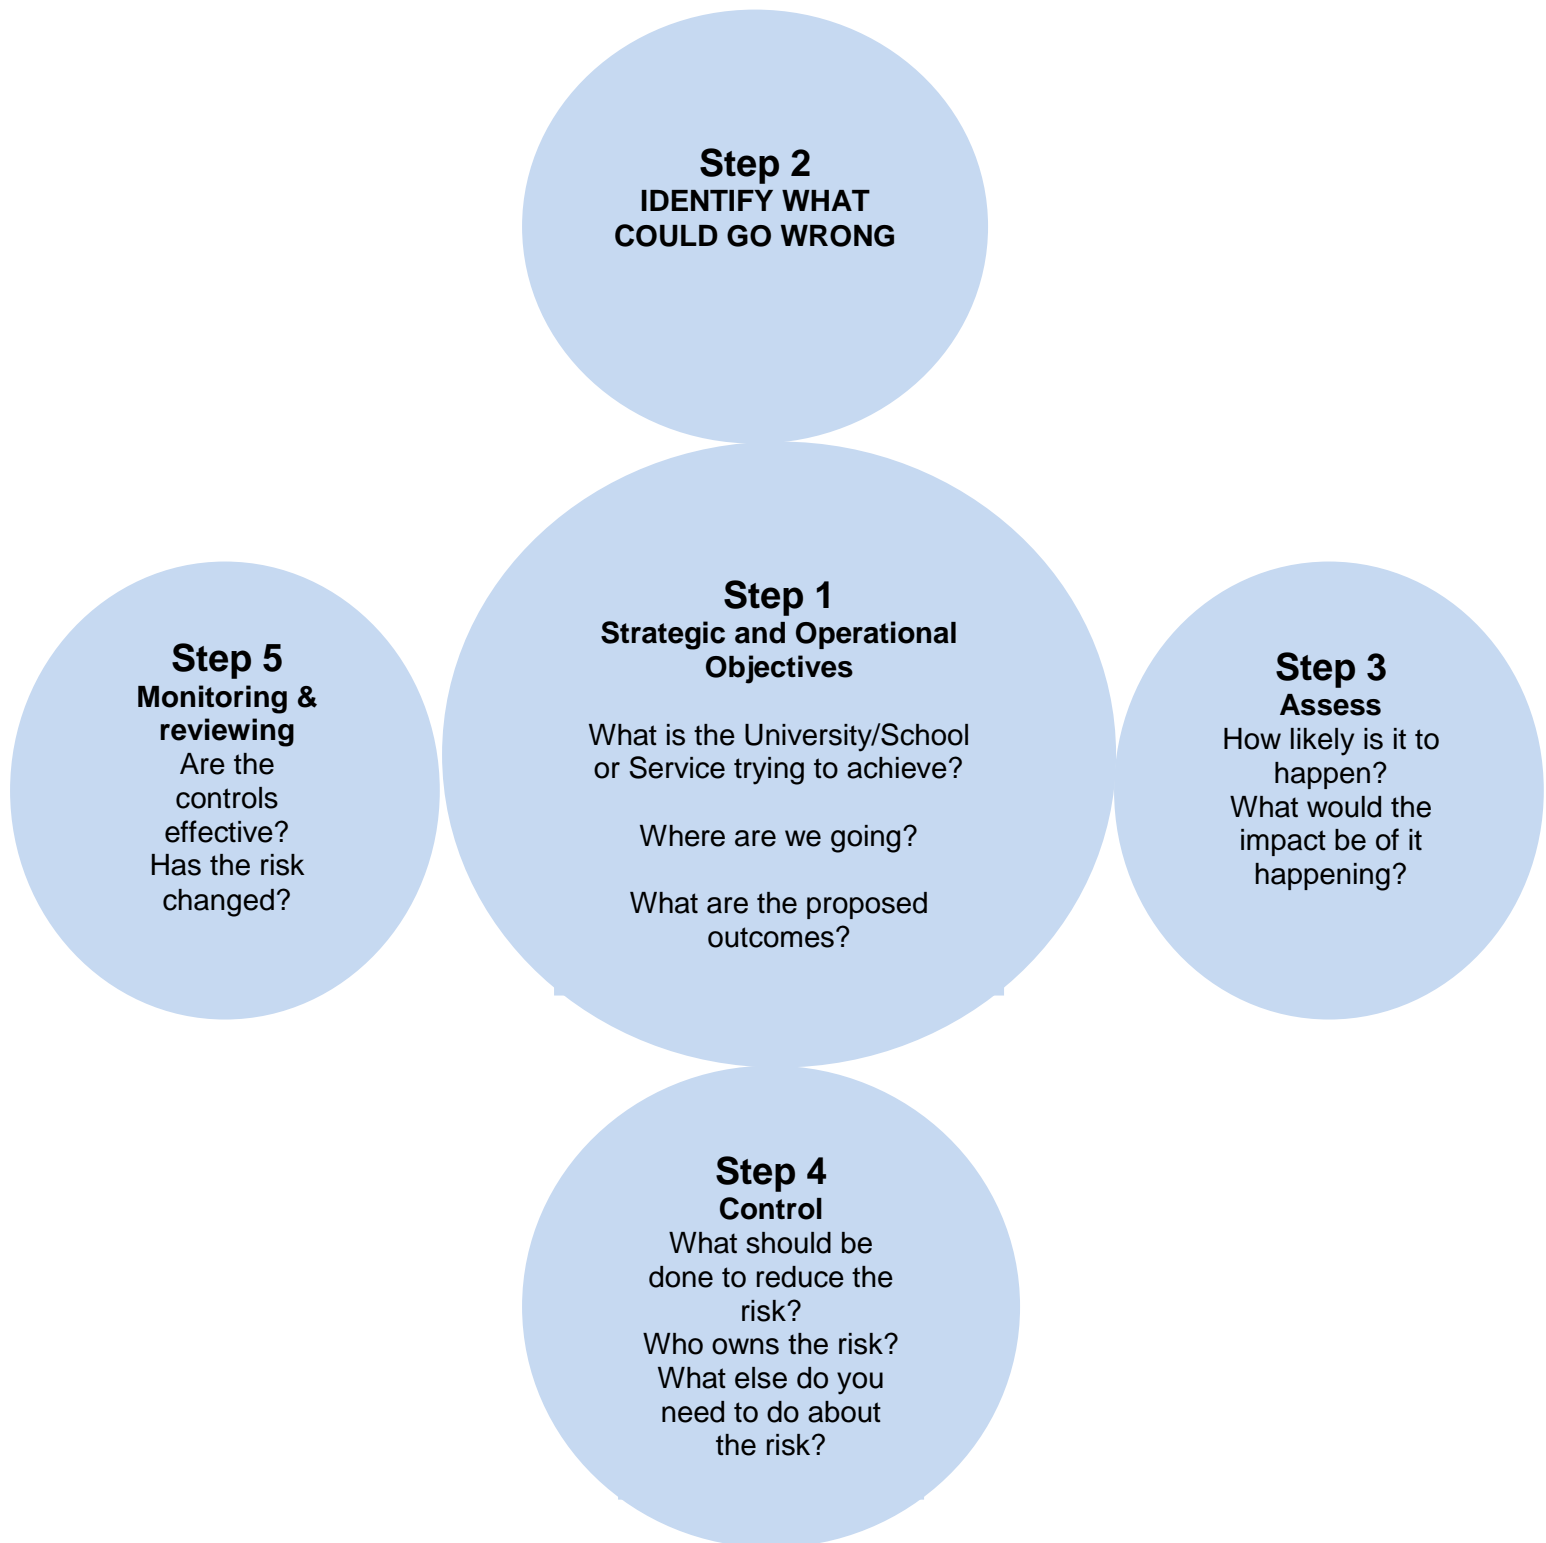 Step 2
IDENTIFY WHAT
COULD GO WRONG
Step 1
Strategic and Operational
Objectives
What is the University/School
or Service trying to achieve?
Where are we going?
What are the proposed
outcomes?
Step 5
Monitoring &
reviewing
Are the
controls
effective?
Has the risk
changed?
Step 3
Assess
How likely is it to
happen?
What would the
impact be of it
happening?
Step 4
Control
What should be
done to reduce the
risk?
Who owns the risk?
What else do you
need to do about
the risk?